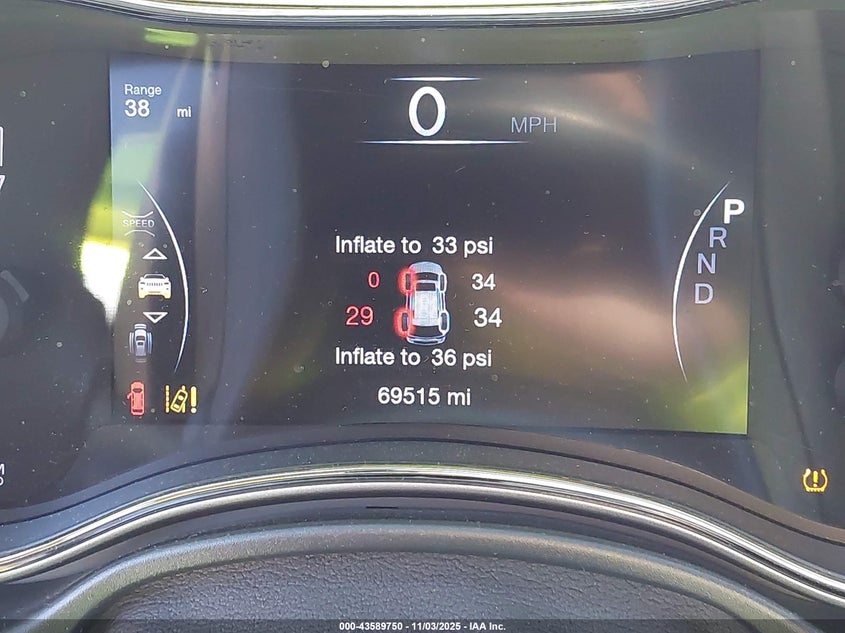 Range
38 mi
0
MPH
SPEED
P
R
N
D
Inflate to 33 psi
0 34
29 34
Inflate to 36 psi
69515 mi
000-43589750 - 11/03/2025 - IAA Inc.